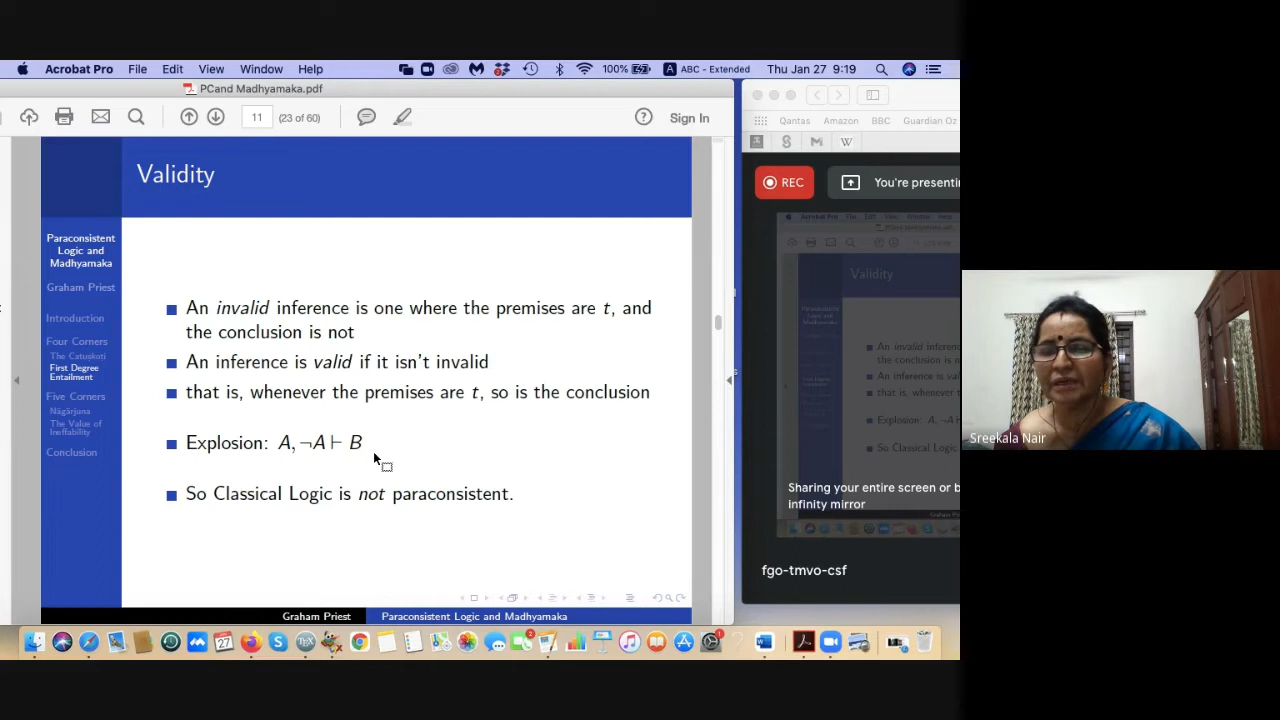 Acrobat Pro File Edit View Window Help 100% A ABC - Extended Thu Jan 27 9:19
PCand Madhyamaka.pdf
11 (23 of 60) Sign In
Qantas Amazon BBC Guardian Oz
Validity
Paraconsistent
Logic and
Madhyamaka
Graham Priest
Introduction
Four Corners
The Catuskoti
First Degree
Entailment
Five Corners
Nāgārjuna
The Value of
Ineffability
Conclusion
An invalid inference is one where the premises are t, and
the conclusion is not
An inference is valid if it isn't invalid
that is, whenever the premises are t, so is the conclusion
Explosion: A, ¬A ⊢ B
So Classical Logic is not paraconsistent.
Graham Priest Paraconsistent Logic and Madhyamaka
REC You're presentin
Validity
Sharing your entire screen or b
infinity mirror
fgo-tmvo-csf
Sreekala Nair